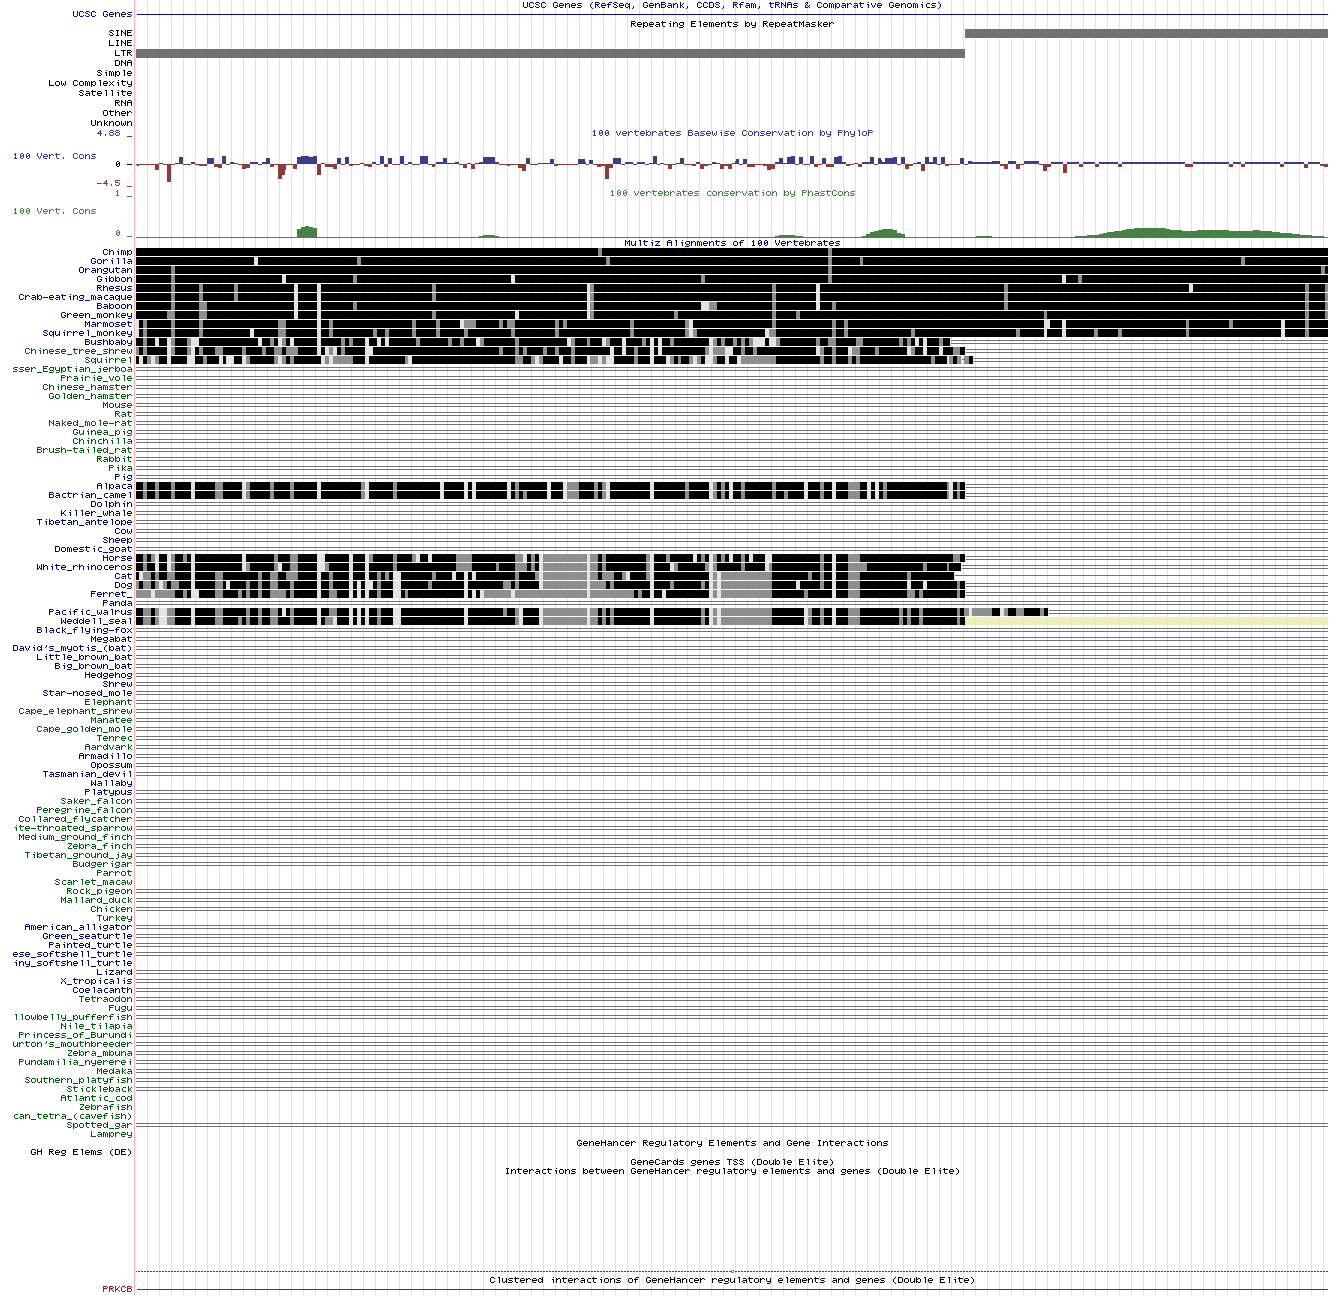 UCSC Genes (RefSeq, GenBank, CCDS, Rfam, tRNAs & Comparative Genomics)
UCSC Genes
Repeating Elements by RepeatMasker
SINE
LINE
LTR
DNA
Simple
Low Complexity
Satellite
RNA
Other
Unknown
4.88 _
100 vertebrates Basewise Conservation by PhyloP
100 Vert. Cons
0 -
-4.5 _
100 vertebrates conservation by PhastCons
1 _
100 Vert. Cons
0 _
Multiz Alignments of 100 Vertebrates
Chimp
Gorilla
Orangutan
Gibbon
Rhesus
Crab-eating_macaque
Baboon
Green_monkey
Marmoset
Squirrel_monkey
Bushbaby
Chinese_tree_shrew
Squirrel
sser_Egyptian_jerboa
Prairie_vole
Chinese_hamster
Golden_hamster
Mouse
Rat
Naked_mole-rat
Guinea_pig
Chinchilla
Brush-tailed_rat
Rabbit
Pika
Pig
Alpaca
Bactrian_camel
Dolphin
Killer_whale
Tibetan_antelope
Cow
Sheep
Domestic_goat
Horse
White_rhinoceros
Cat
Dog
Ferret_
Panda
Pacific_walrus
Weddell_seal
Black_flying-fox
Megabat
David's_myotis_(bat)
Little_brown_bat
Big_brown_bat
Hedgehog
Shrew
Star-nosed_mole
Elephant
Cape_elephant_shrew
Manatee
Cape_golden_mole
Tenrec
Aardvark
Armadillo
Opossum
Tasmanian_devil
Wallaby
Platypus
Saker_falcon
Peregrine_falcon
Collared_flycatcher
ite-throated_sparrow
Medium_ground_finch
Zebra_finch
Tibetan_ground_jay
Budgerigar
Parrot
Scarlet_macaw
Rock_pigeon
Mallard_duck
Chicken
Turkey
American_alligator
Green_seaturtle
Painted_turtle
ese_softshell_turtle
iny_softshell_turtle
Lizard
X_tropicalis
Coelacanth
Tetraodon
Fugu
llowbelly_pufferfish
Nile_tilapia
Princess_of_Burundi
urton's_mouthbreeder
Zebra_mbuna
Pundamilia_nyererei
Medaka
Southern_platyfish
Stickleback
Atlantic_cod
Zebrafish
can_tetra_(cavefish)
Spotted_gar
Lamprey
GeneHancer Regulatory Elements and Gene Interactions
GH Reg Elems (DE)
GeneCards genes TSS (Double Elite)
Interactions between GeneHancer regulatory elements and genes (Double Elite)
Clustered interactions of GeneHancer regulatory elements and genes (Double Elite)
PRKCB